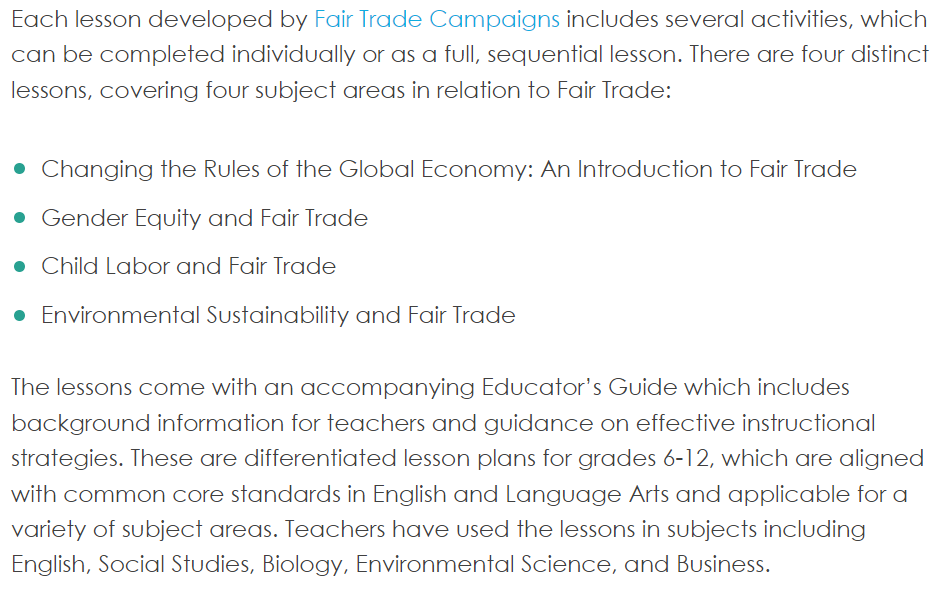 Each lesson developed by Fair Trade Campaigns includes several activities, which
can be completed individually or as a full, sequential lesson. There are four distinct
lessons, covering four subject areas in relation to Fair Trade:
• Changing the Rules of the Global Economy: An Introduction to Fair Trade
• Gender Equity and Fair Trade
• Child Labor and Fair Trade
• Environmental Sustainability and Fair Trade
The lessons come with an accompanying Educator’s Guide which includes
background information for teachers and guidance on effective instructional
strategies. These are differentiated lesson plans for grades 6-12, which are aligned
with common core standards in English and Language Arts and applicable for a
variety of subject areas. Teachers have used the lessons in subjects including
English, Social Studies, Biology, Environmental Science, and Business.